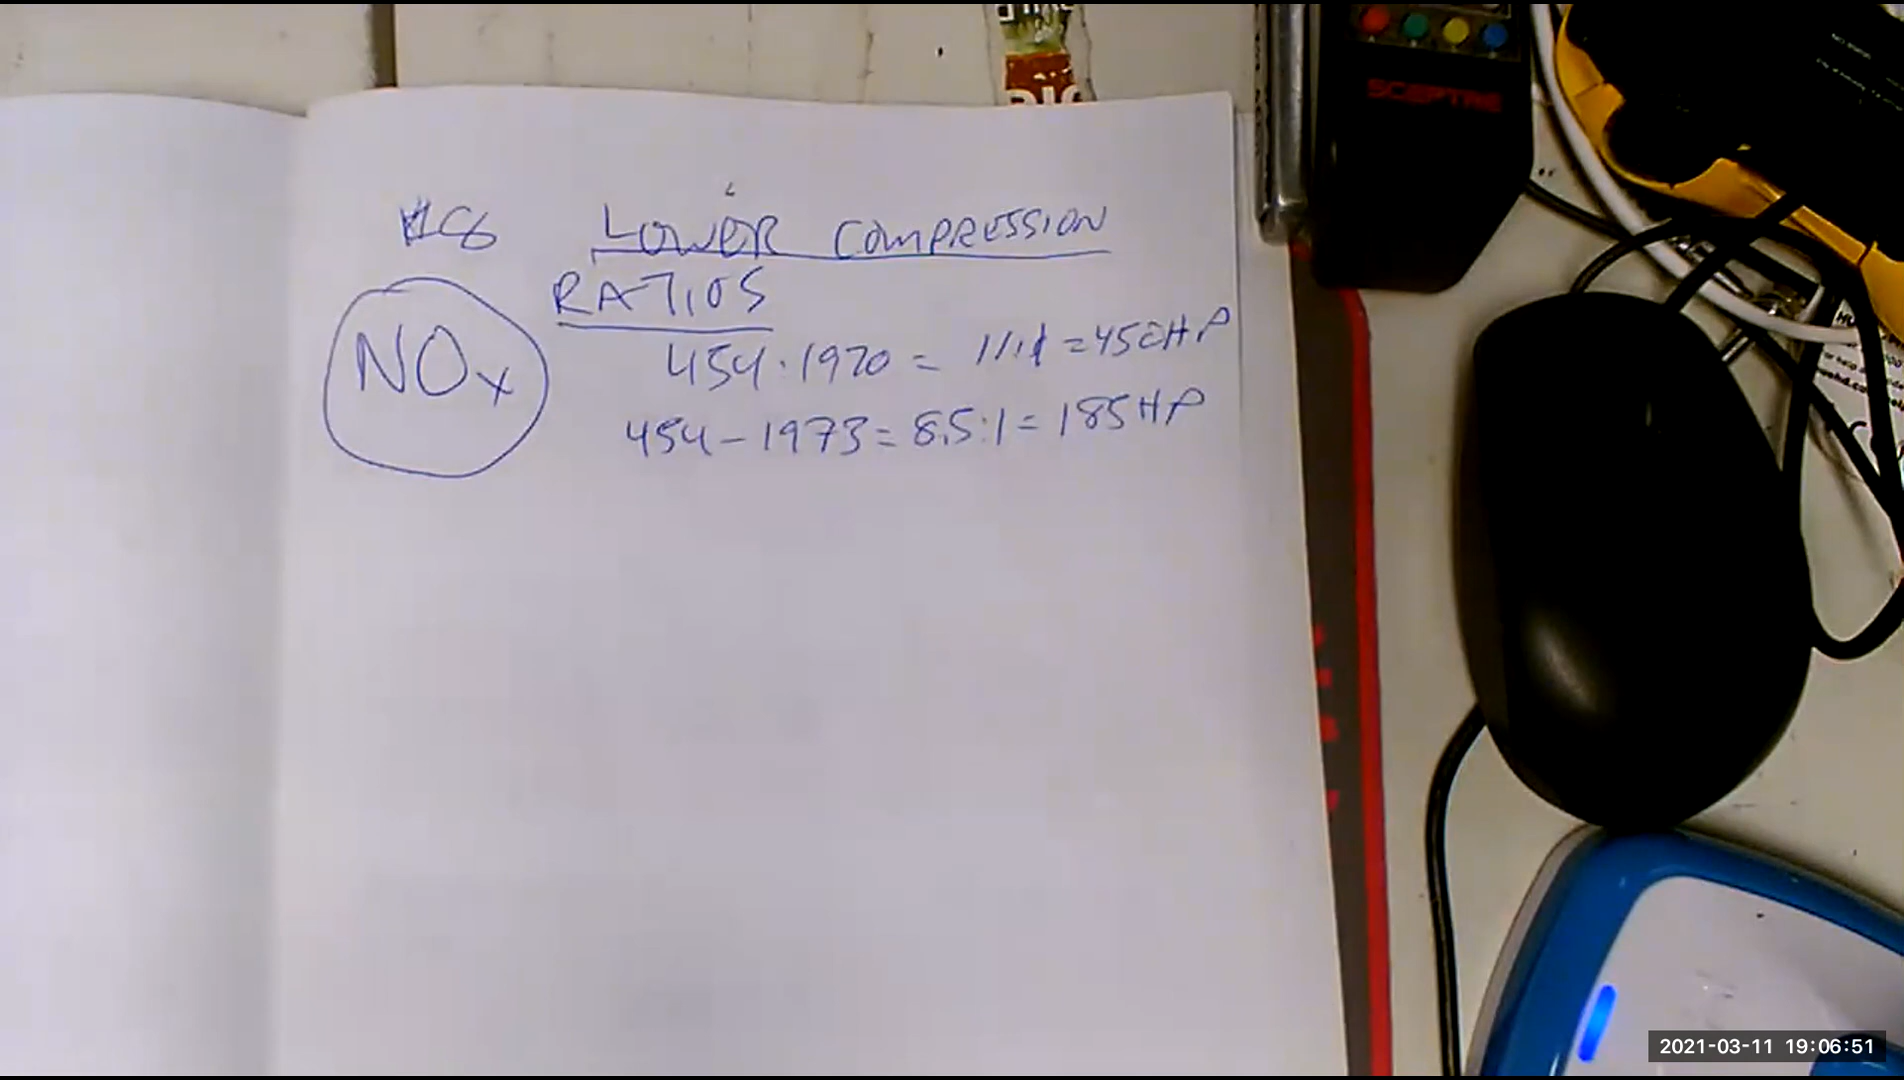 #8 LOWER COMPRESSION
RATIOS
NOx
454 · 1970 = 11:1 = 450HP
454 - 1973 = 8.5:1 = 185HP
SCEPTRE
2021-03-11 19:06:51